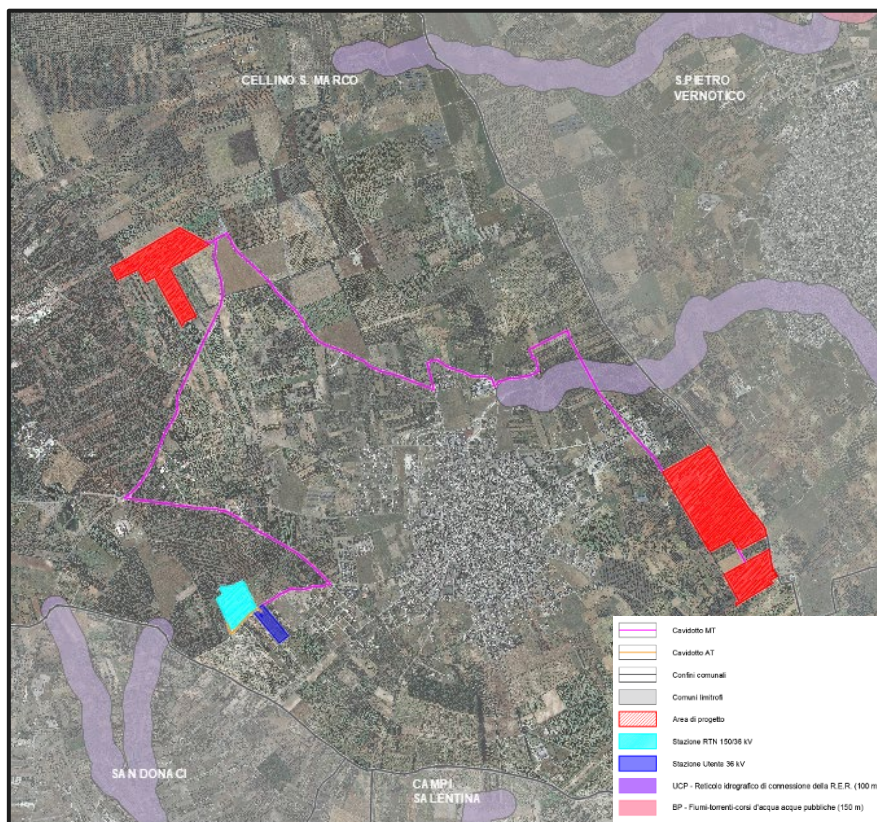 CELLINO S. MARCO
S.PIETRO
VERNOTICO
SAN DONACI
CAMPI
SALENTINA
Cavidotto MT
Cavidotto AT
Confini comunali
Comuni limitrofi
Area di progetto
Stazione RTN 150/36 kV
Stazione Utente 36 kV
UCP - Reticolo idrografico di connessione della R.E.R. (100 m
BP - Fiumi-torrenti-corsi d'acqua acque pubbliche (150 m)